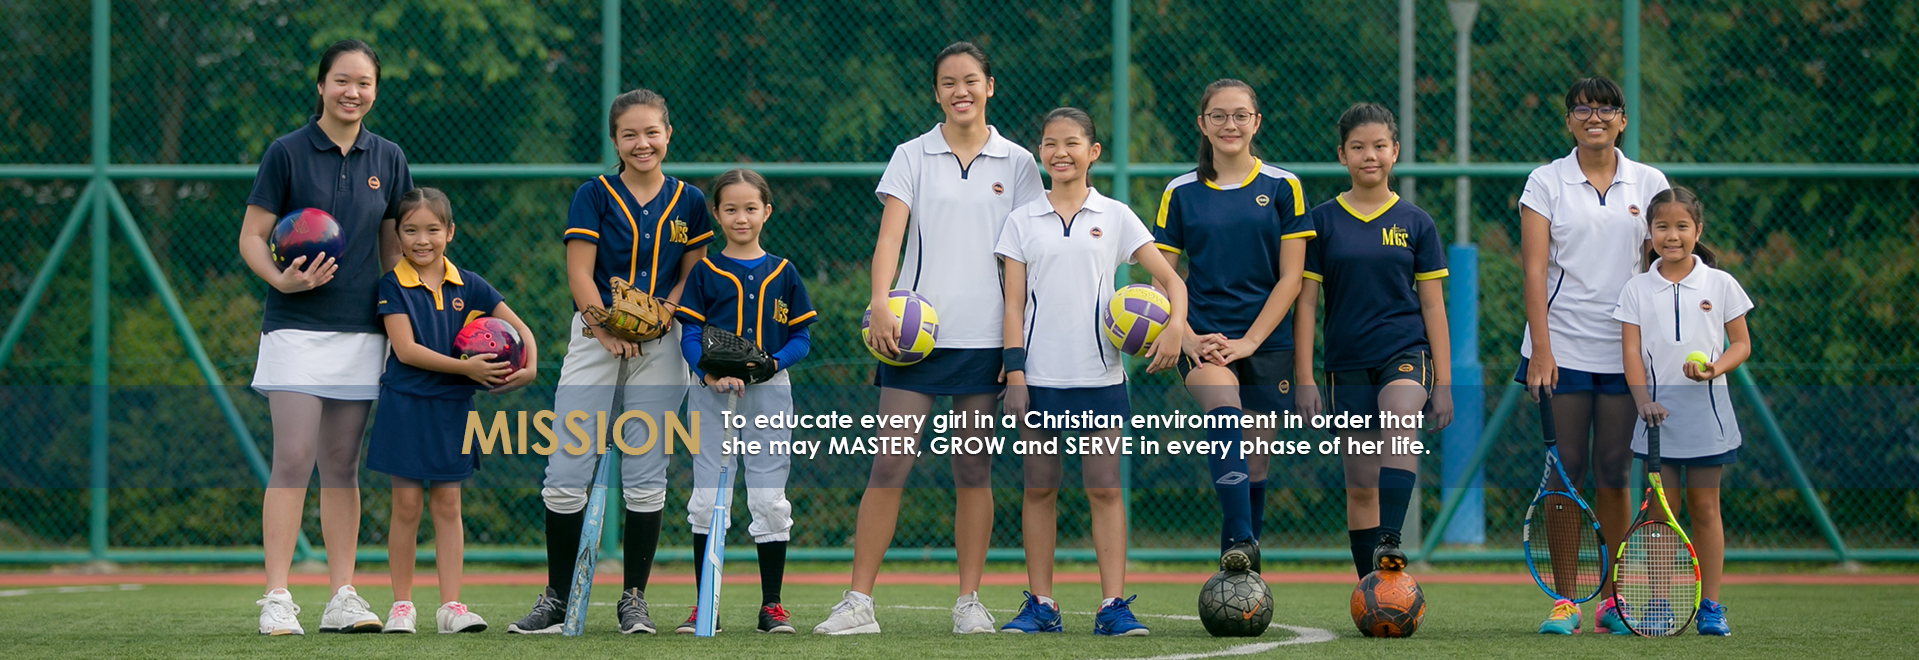 MGS
MGS
MGS
MISSION
To educate every girl in a Christian environment in order that
she may MASTER, GROW and SERVE in every phase of her life.